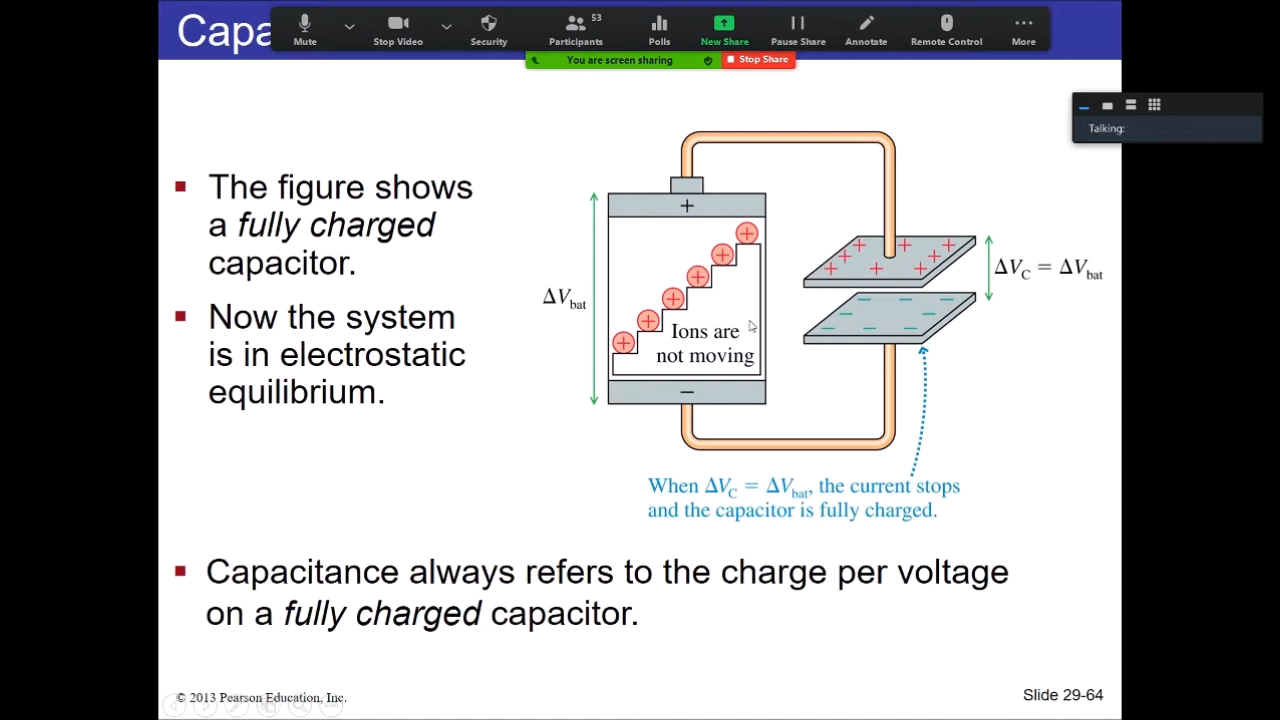 Capa
Mute
Stop Video
Security
53
Participants
Polls
New Share
Pause Share
Annotate
Remote Control
More
You are screen sharing
Stop Share
Talking:
▪ The figure shows
a fully charged
capacitor.
▪ Now the system
is in electrostatic
equilibrium.
ΔVbat
+
+ + + + + +
Ions are
not moving
−
+ + + + + + +
− − − − − − −
ΔVC = ΔVbat
When ΔVC = ΔVbat, the current stops
and the capacitor is fully charged.
▪ Capacitance always refers to the charge per voltage
on a fully charged capacitor.
© 2013 Pearson Education, Inc.
Slide 29-64